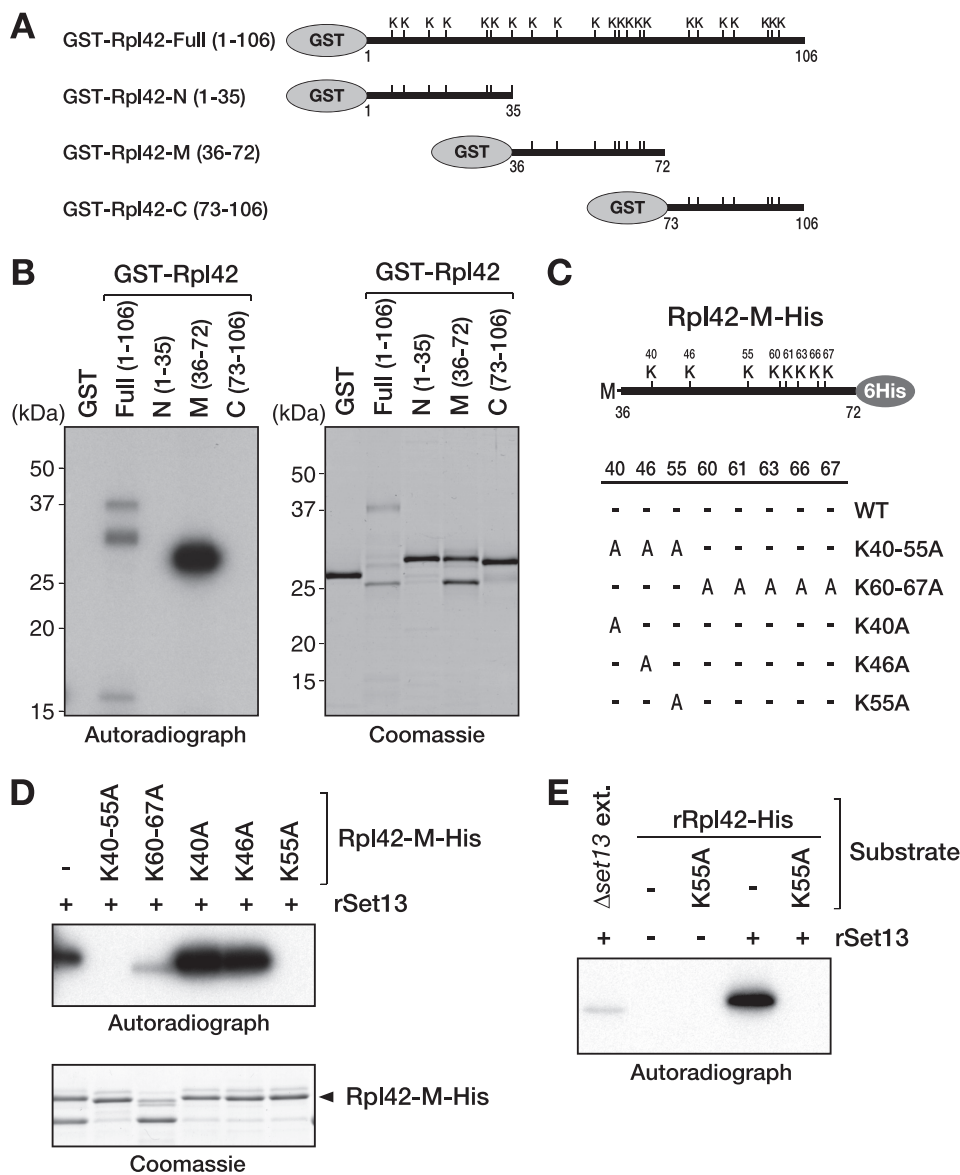 A
GST-Rpl42-Full (1-106)
GST
K K K K KK K K K K KKKKK KK K K KKK
1
106
GST-Rpl42-N (1-35)
GST
1
35
GST-Rpl42-M (36-72)
GST
36
72
GST-Rpl42-C (73-106)
GST
73
106
B
GST-Rpl42
(kDa)
GST
Full (1-106)
N (1-35)
M (36-72)
C (73-106)
50
37
25
20
15
Autoradiograph
GST-Rpl42
(kDa)
GST
Full (1-106)
N (1-35)
M (36-72)
C (73-106)
50
37
25
20
15
Coomassie
C
Rpl42-M-His
40 46 55 60 61 63 66 67
K K K K K K K K
M
6His
36
72
40 46 55 60 61 63 66 67
- - - - - - - - WT
A A A - - - - - K40-55A
- - - A A A A A K60-67A
A - - - - - - - K40A
- A - - - - - - K46A
- - A - - - - - K55A
D
- K40-55A K60-67A K40A K46A K55A
Rpl42-M-His
+ + + + + + rSet13
Autoradiograph
Rpl42-M-His
Coomassie
E
Δset13 ext.
rRpl42-His
- K55A - K55A
Substrate
+ - - + + rSet13
Autoradiograph